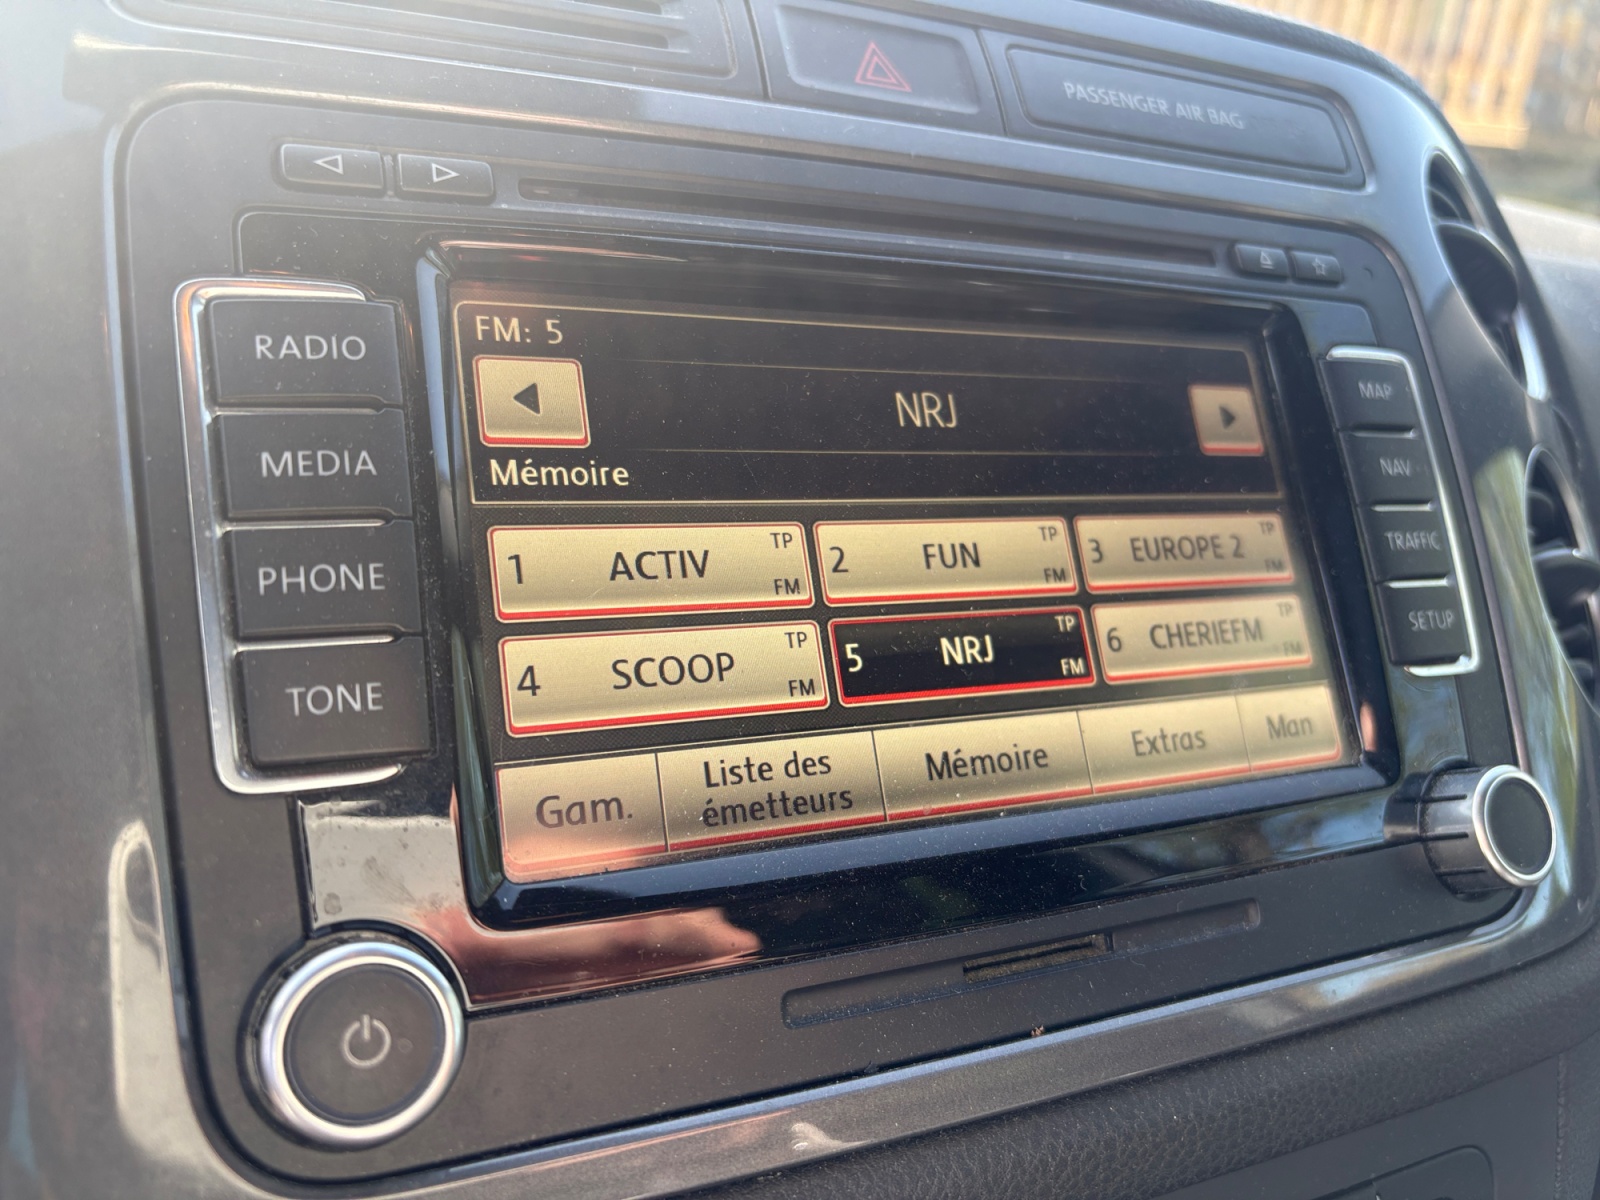 PASSENGER AIR BAG
RADIO
MEDIA
PHONE
TONE
FM: 5
NRJ
Mémoire
1 ACTIV TP FM
2 FUN TP FM
3 EUROPE 2 TP FM
4 SCOOP TP FM
5 NRJ TP FM
6 CHERIEFM TP FM
Gam.
Liste des
émetteurs
Mémoire
Extras
Man
MAP
NAV
TRAFFIC
SETUP